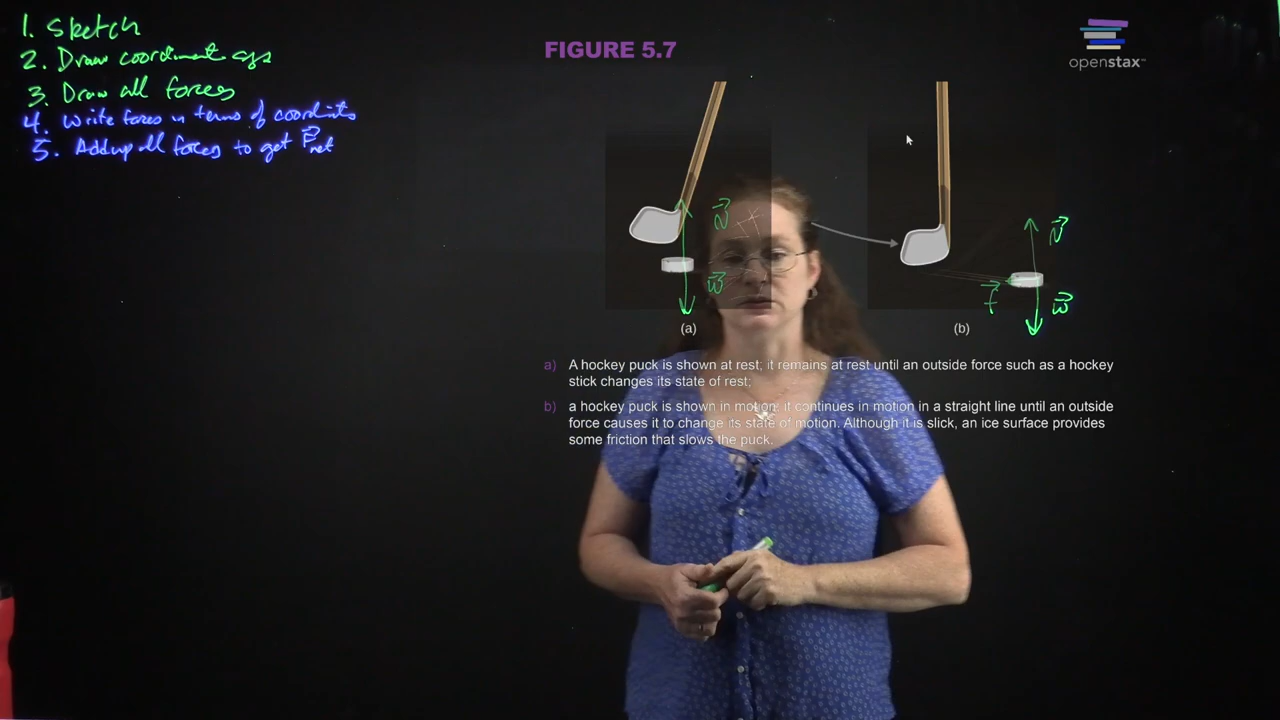 1. Sketch
2. Draw coordinate sys
3. Draw all forces
4. Write forces in terms of coordinates
5. Add up all forces to get F⃗net
FIGURE 5.7
openstax™
N⃗
w⃗
N⃗
f⃗
w⃗
(a)
(b)
a) A hockey puck is shown at rest; it remains at rest until an outside force such as a hockey
stick changes its state of rest;
b) a hockey puck is shown in motion; it continues in motion in a straight line until an outside
force causes it to change its state of motion. Although it is slick, an ice surface provides
some friction that slows the puck.